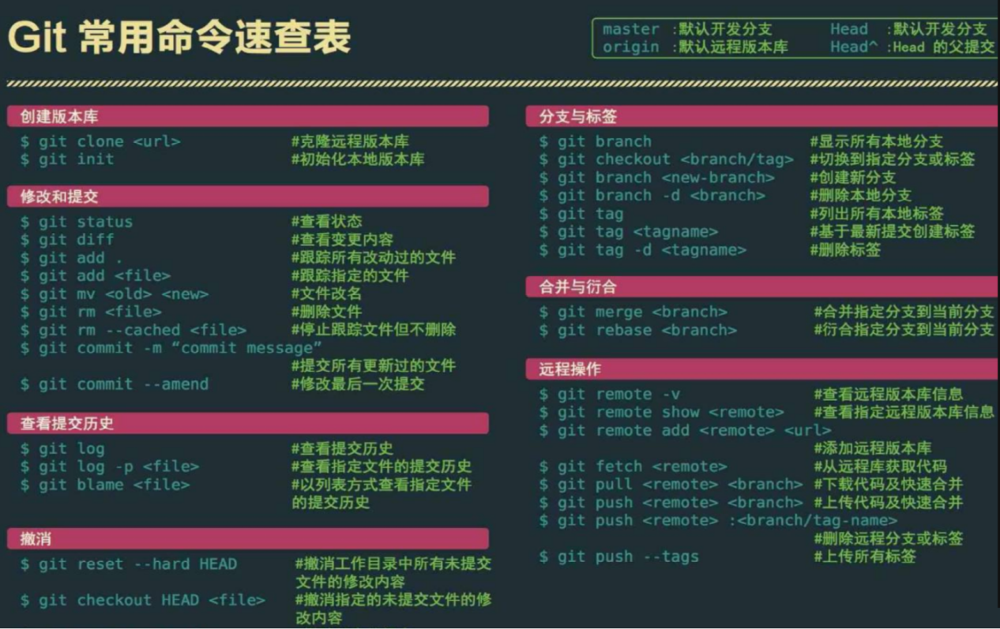 Git 常用命令速查表
master :默认开发分支 Head :默认开发分支
origin :默认远程版本库 Head^ :Head 的父提交
创建版本库
$ git clone <url> #克隆远程版本库
$ git init #初始化本地版本库
修改和提交
$ git status #查看状态
$ git diff #查看变更内容
$ git add . #跟踪所有改动过的文件
$ git add <file> #跟踪指定的文件
$ git mv <old> <new> #文件改名
$ git rm <file> #删除文件
$ git rm --cached <file> #停止跟踪文件但不删除
$ git commit -m “commit message”
#提交所有更新过的文件
$ git commit --amend #修改最后一次提交
查看提交历史
$ git log #查看提交历史
$ git log -p <file> #查看指定文件的提交历史
$ git blame <file> #以列表方式查看指定文件
的提交历史
撤消
$ git reset --hard HEAD #撤消工作目录中所有未提交
文件的修改内容
$ git checkout HEAD <file> #撤消指定的未提交文件的修
改内容
分支与标签
$ git branch #显示所有本地分支
$ git checkout <branch/tag> #切换到指定分支或标签
$ git branch <new-branch> #创建新分支
$ git branch -d <branch> #删除本地分支
$ git tag #列出所有本地标签
$ git tag <tagname> #基于最新提交创建标签
$ git tag -d <tagname> #删除标签
合并与衍合
$ git merge <branch> #合并指定分支到当前分支
$ git rebase <branch> #衍合指定分支到当前分支
远程操作
$ git remote -v #查看远程版本库信息
$ git remote show <remote> #查看指定远程版本库信息
$ git remote add <remote> <url>
#添加远程版本库
$ git fetch <remote> #从远程库获取代码
$ git pull <remote> <branch> #下载代码及快速合并
$ git push <remote> <branch> #上传代码及快速合并
$ git push <remote> :<branch/tag-name>
#删除远程分支或标签
$ git push --tags #上传所有标签